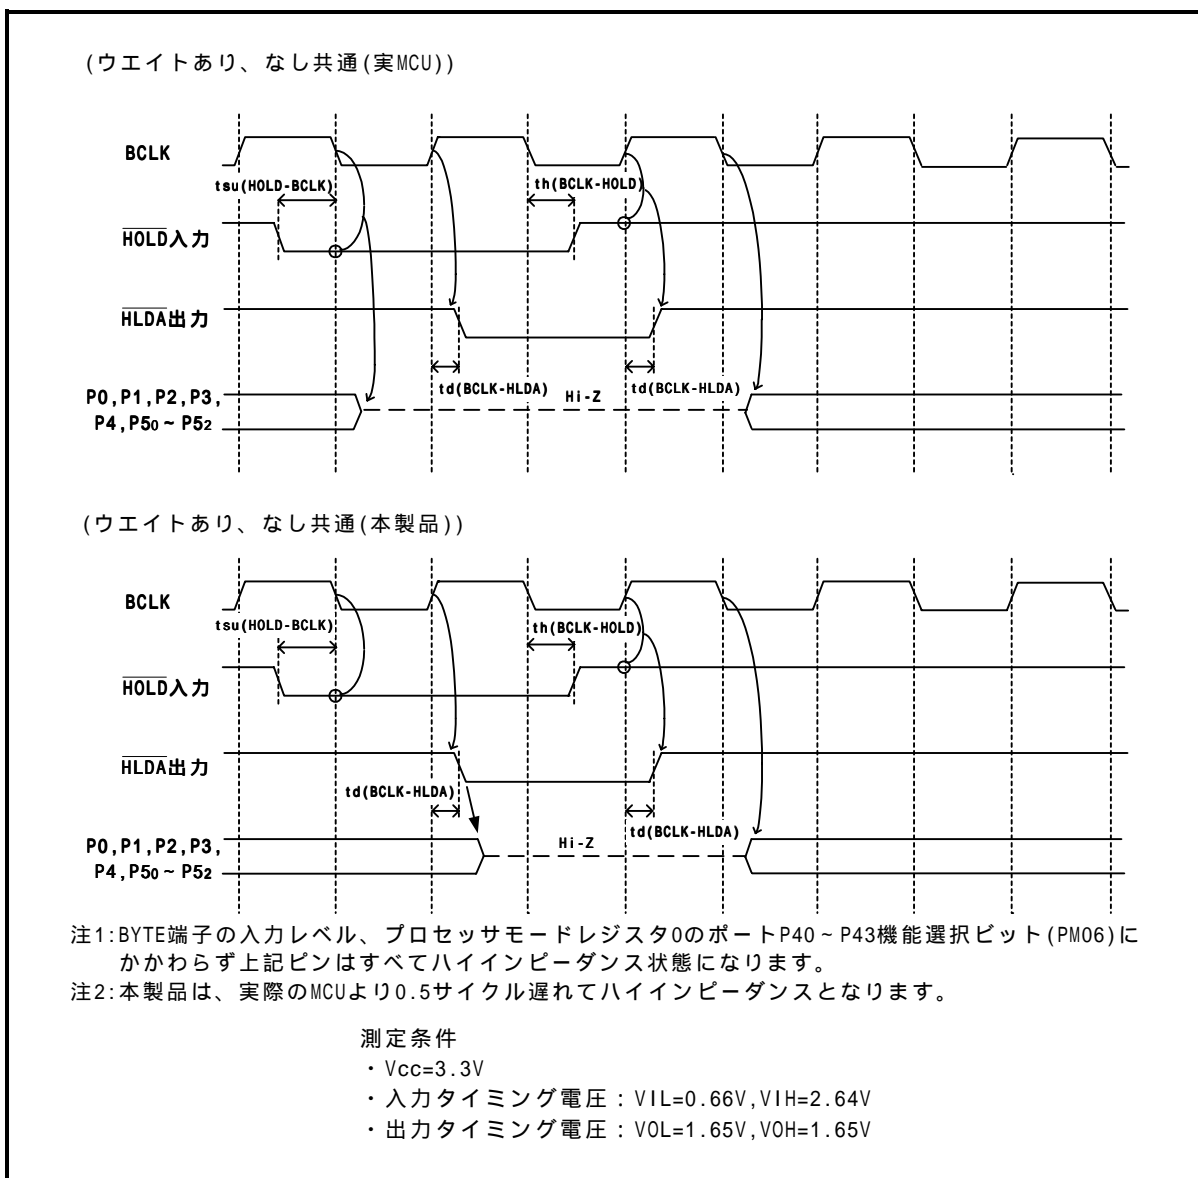 (ウエイトあり、なし共通(実MCU))
BCLK
tsu(HOLD-BCLK)
th(BCLK-HOLD)
HOLD入力
HLDA出力
td(BCLK-HLDA)
Hi-Z
td(BCLK-HLDA)
P0,P1,P2,P3,
P4,P50~P52
(ウエイトあり、なし共通(本製品))
BCLK
tsu(HOLD-BCLK)
th(BCLK-HOLD)
HOLD入力
HLDA出力
td(BCLK-HLDA)
td(BCLK-HLDA)
Hi-Z
P0,P1,P2,P3,
P4,P50~P52
注1:BYTE端子の入力レベル、プロセッサモードレジスタ0のポートP40~P43機能選択ビット(PM06)に
かかわらず上記ピンはすべてハイインピーダンス状態になります。
注2:本製品は、実際のMCUより0.5サイクル遅れてハイインピーダンスとなります。
測定条件
・Vcc=3.3V
・入力タイミング電圧:VIL=0.66V,VIH=2.64V
・出力タイミング電圧:VOL=1.65V,VOH=1.65V